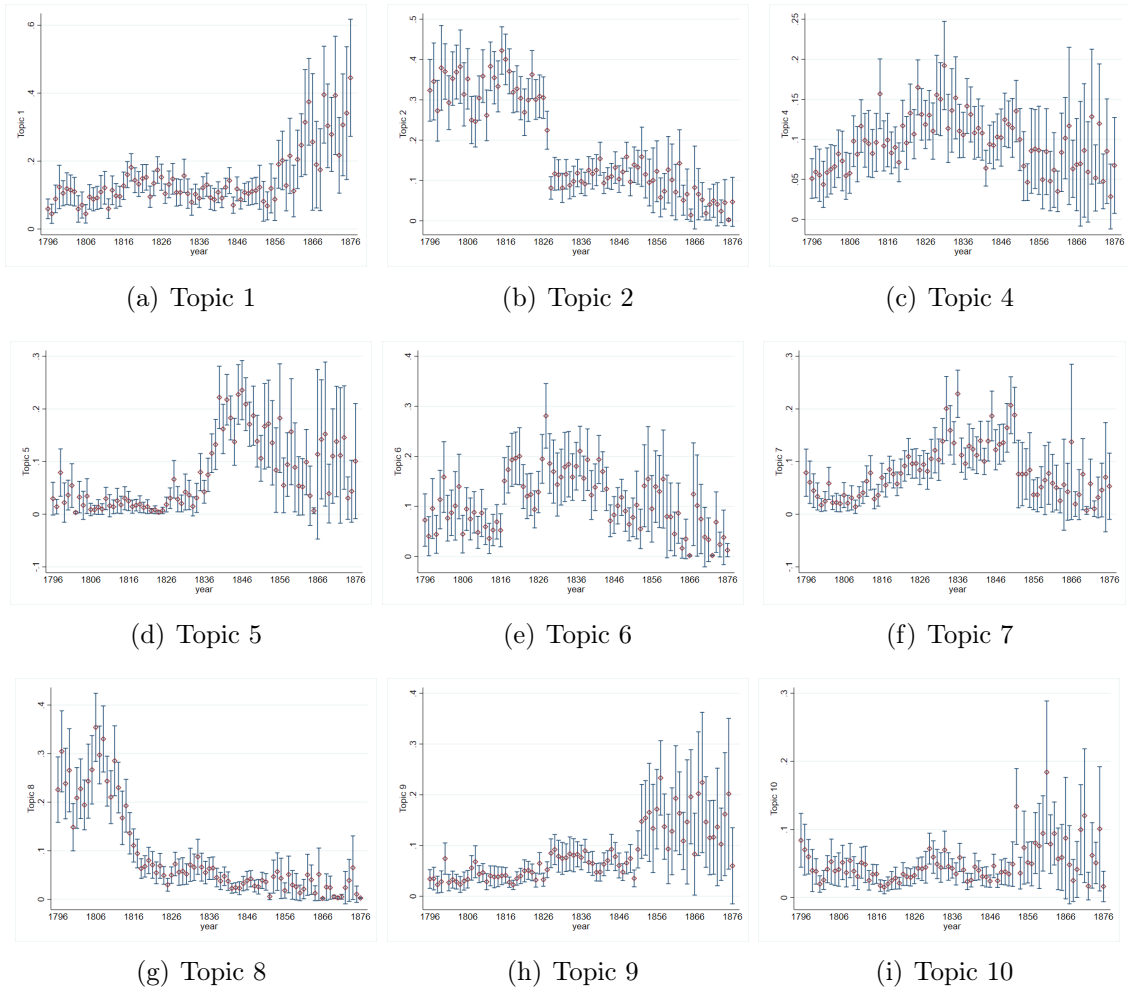 Topic 1
0 .2 .4 .6
1796 1806 1816 1826 1836 1846 1856 1866 1876
year
(a) Topic 1
Topic 2
0 .1 .2 .3 .4 .5
1796 1806 1816 1826 1836 1846 1856 1866 1876
year
(b) Topic 2
Topic 4
0 .05 .1 .15 .2 .25
1796 1806 1816 1826 1836 1846 1856 1866 1876
year
(c) Topic 4
Topic 5
-.1 0 .1 .2 .3
1796 1806 1816 1826 1836 1846 1856 1866 1876
year
(d) Topic 5
Topic 6
0 .1 .2 .3 .4
1796 1806 1816 1826 1836 1846 1856 1866 1876
year
(e) Topic 6
Topic 7
-.1 0 .1 .2 .3
1796 1806 1816 1826 1836 1846 1856 1866 1876
year
(f) Topic 7
Topic 8
0 .1 .2 .3 .4
1796 1806 1816 1826 1836 1846 1856 1866 1876
year
(g) Topic 8
Topic 9
0 .1 .2 .3 .4
1796 1806 1816 1826 1836 1846 1856 1866 1876
year
(h) Topic 9
Topic 10
0 .1 .2 .3
1796 1806 1816 1826 1836 1846 1856 1866 1876
year
(i) Topic 10